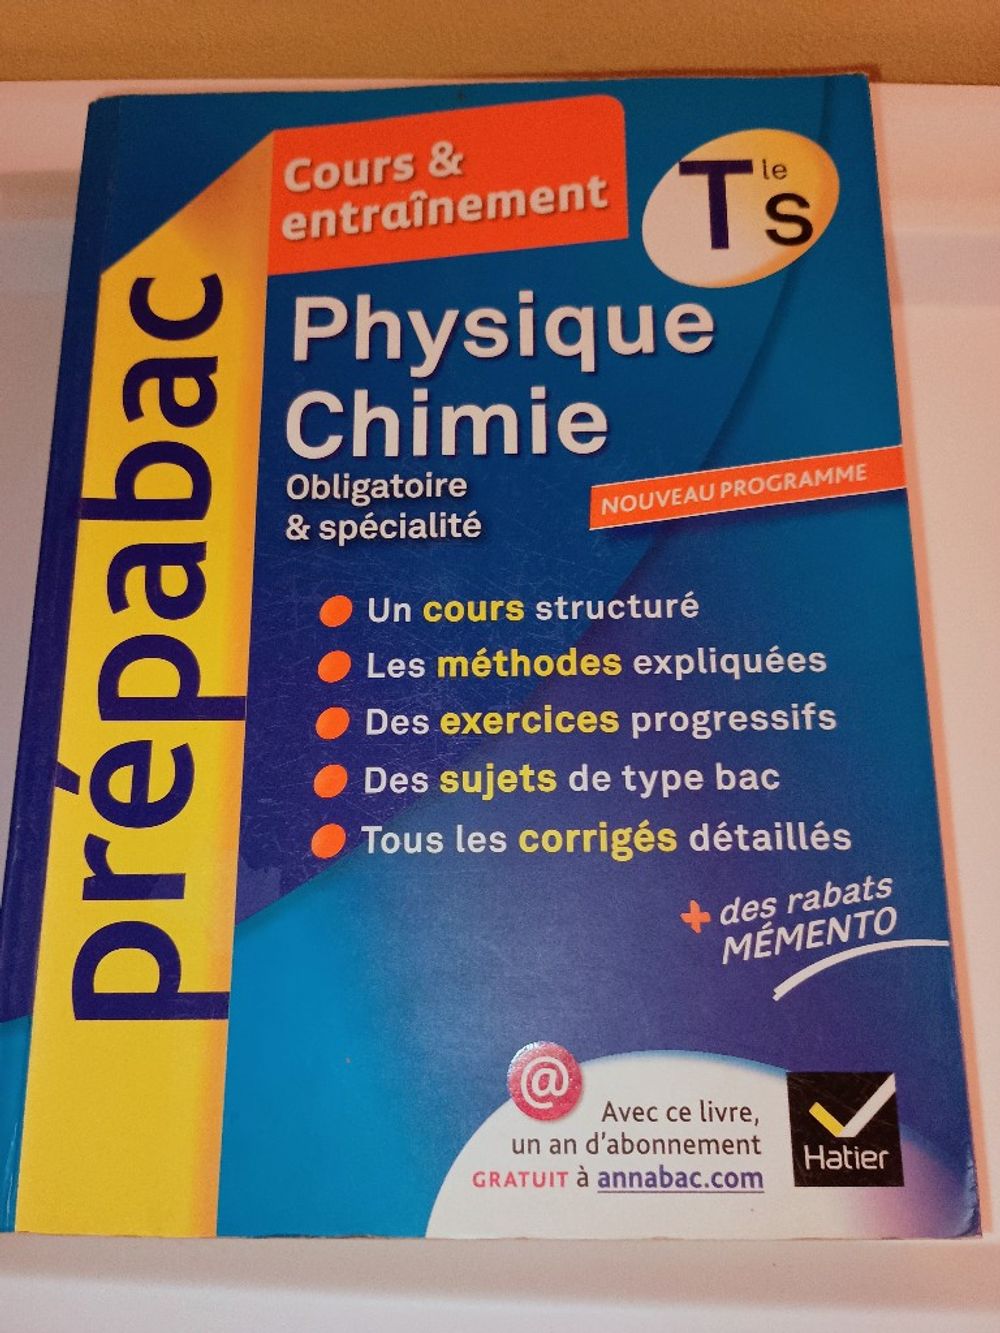 Cours &
entraînement
Tle
S
prépabac
Physique
Chimie
Obligatoire
& spécialité
NOUVEAU PROGRAMME
Un cours structuré
Les méthodes expliquées
Des exercices progressifs
Des sujets de type bac
Tous les corrigés détaillés
+ des rabats
MÉMENTO
@
Avec ce livre,
un an d'abonnement
GRATUIT à annabac.com
Hatier